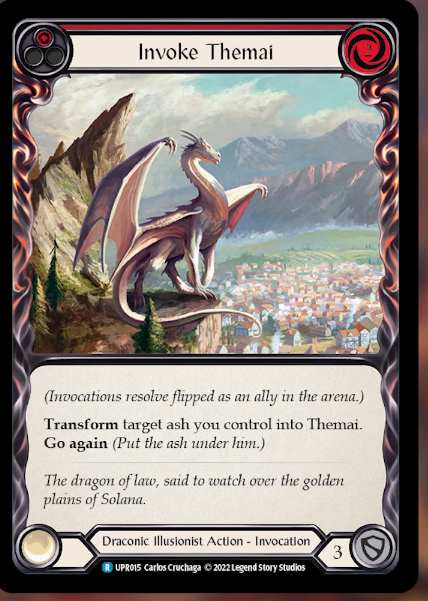 Invoke Themai
2
(Invocations resolve flipped as an ally in the arena.)
Transform target ash you control into Themai.
Go again (Put the ash under him.)
The dragon of law, said to watch over the golden
plains of Solana.
Draconic Illusionist Action - Invocation
3
R UPR015 Carlos Cruchaga © 2022 Legend Story Studios